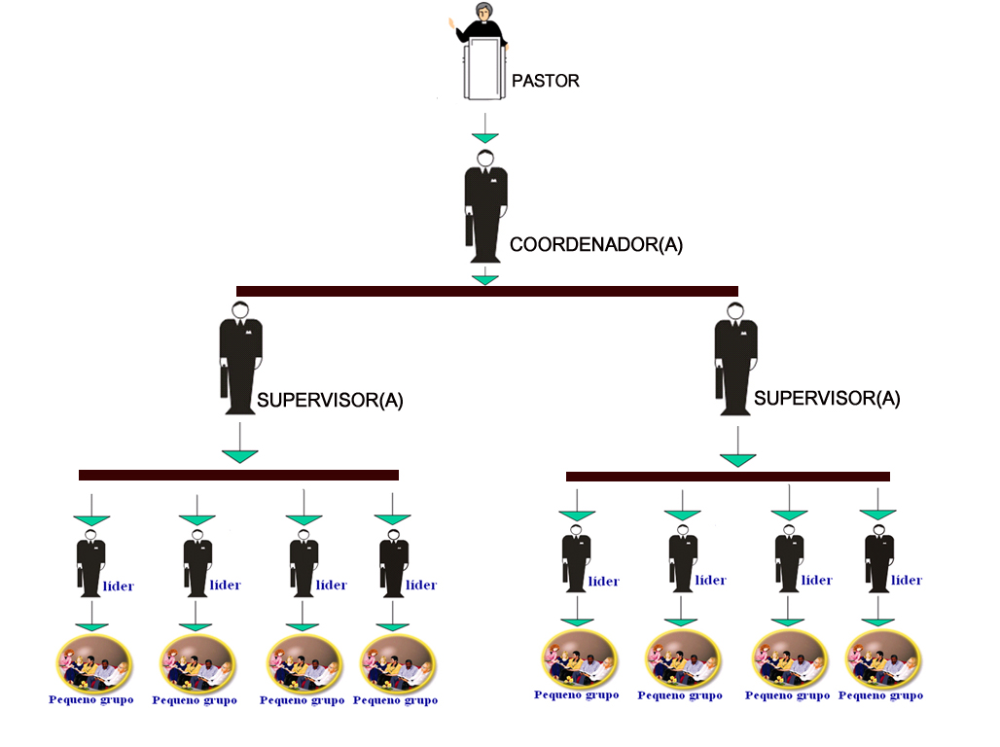 PASTOR
COORDENADOR(A)
SUPERVISOR(A)
SUPERVISOR(A)
líder
líder
líder
líder
líder
líder
líder
líder
Pequeno grupo
Pequeno grupo
Pequeno grupo
Pequeno grupo
Pequeno grupo
Pequeno grupo
Pequeno grupo
Pequeno grupo